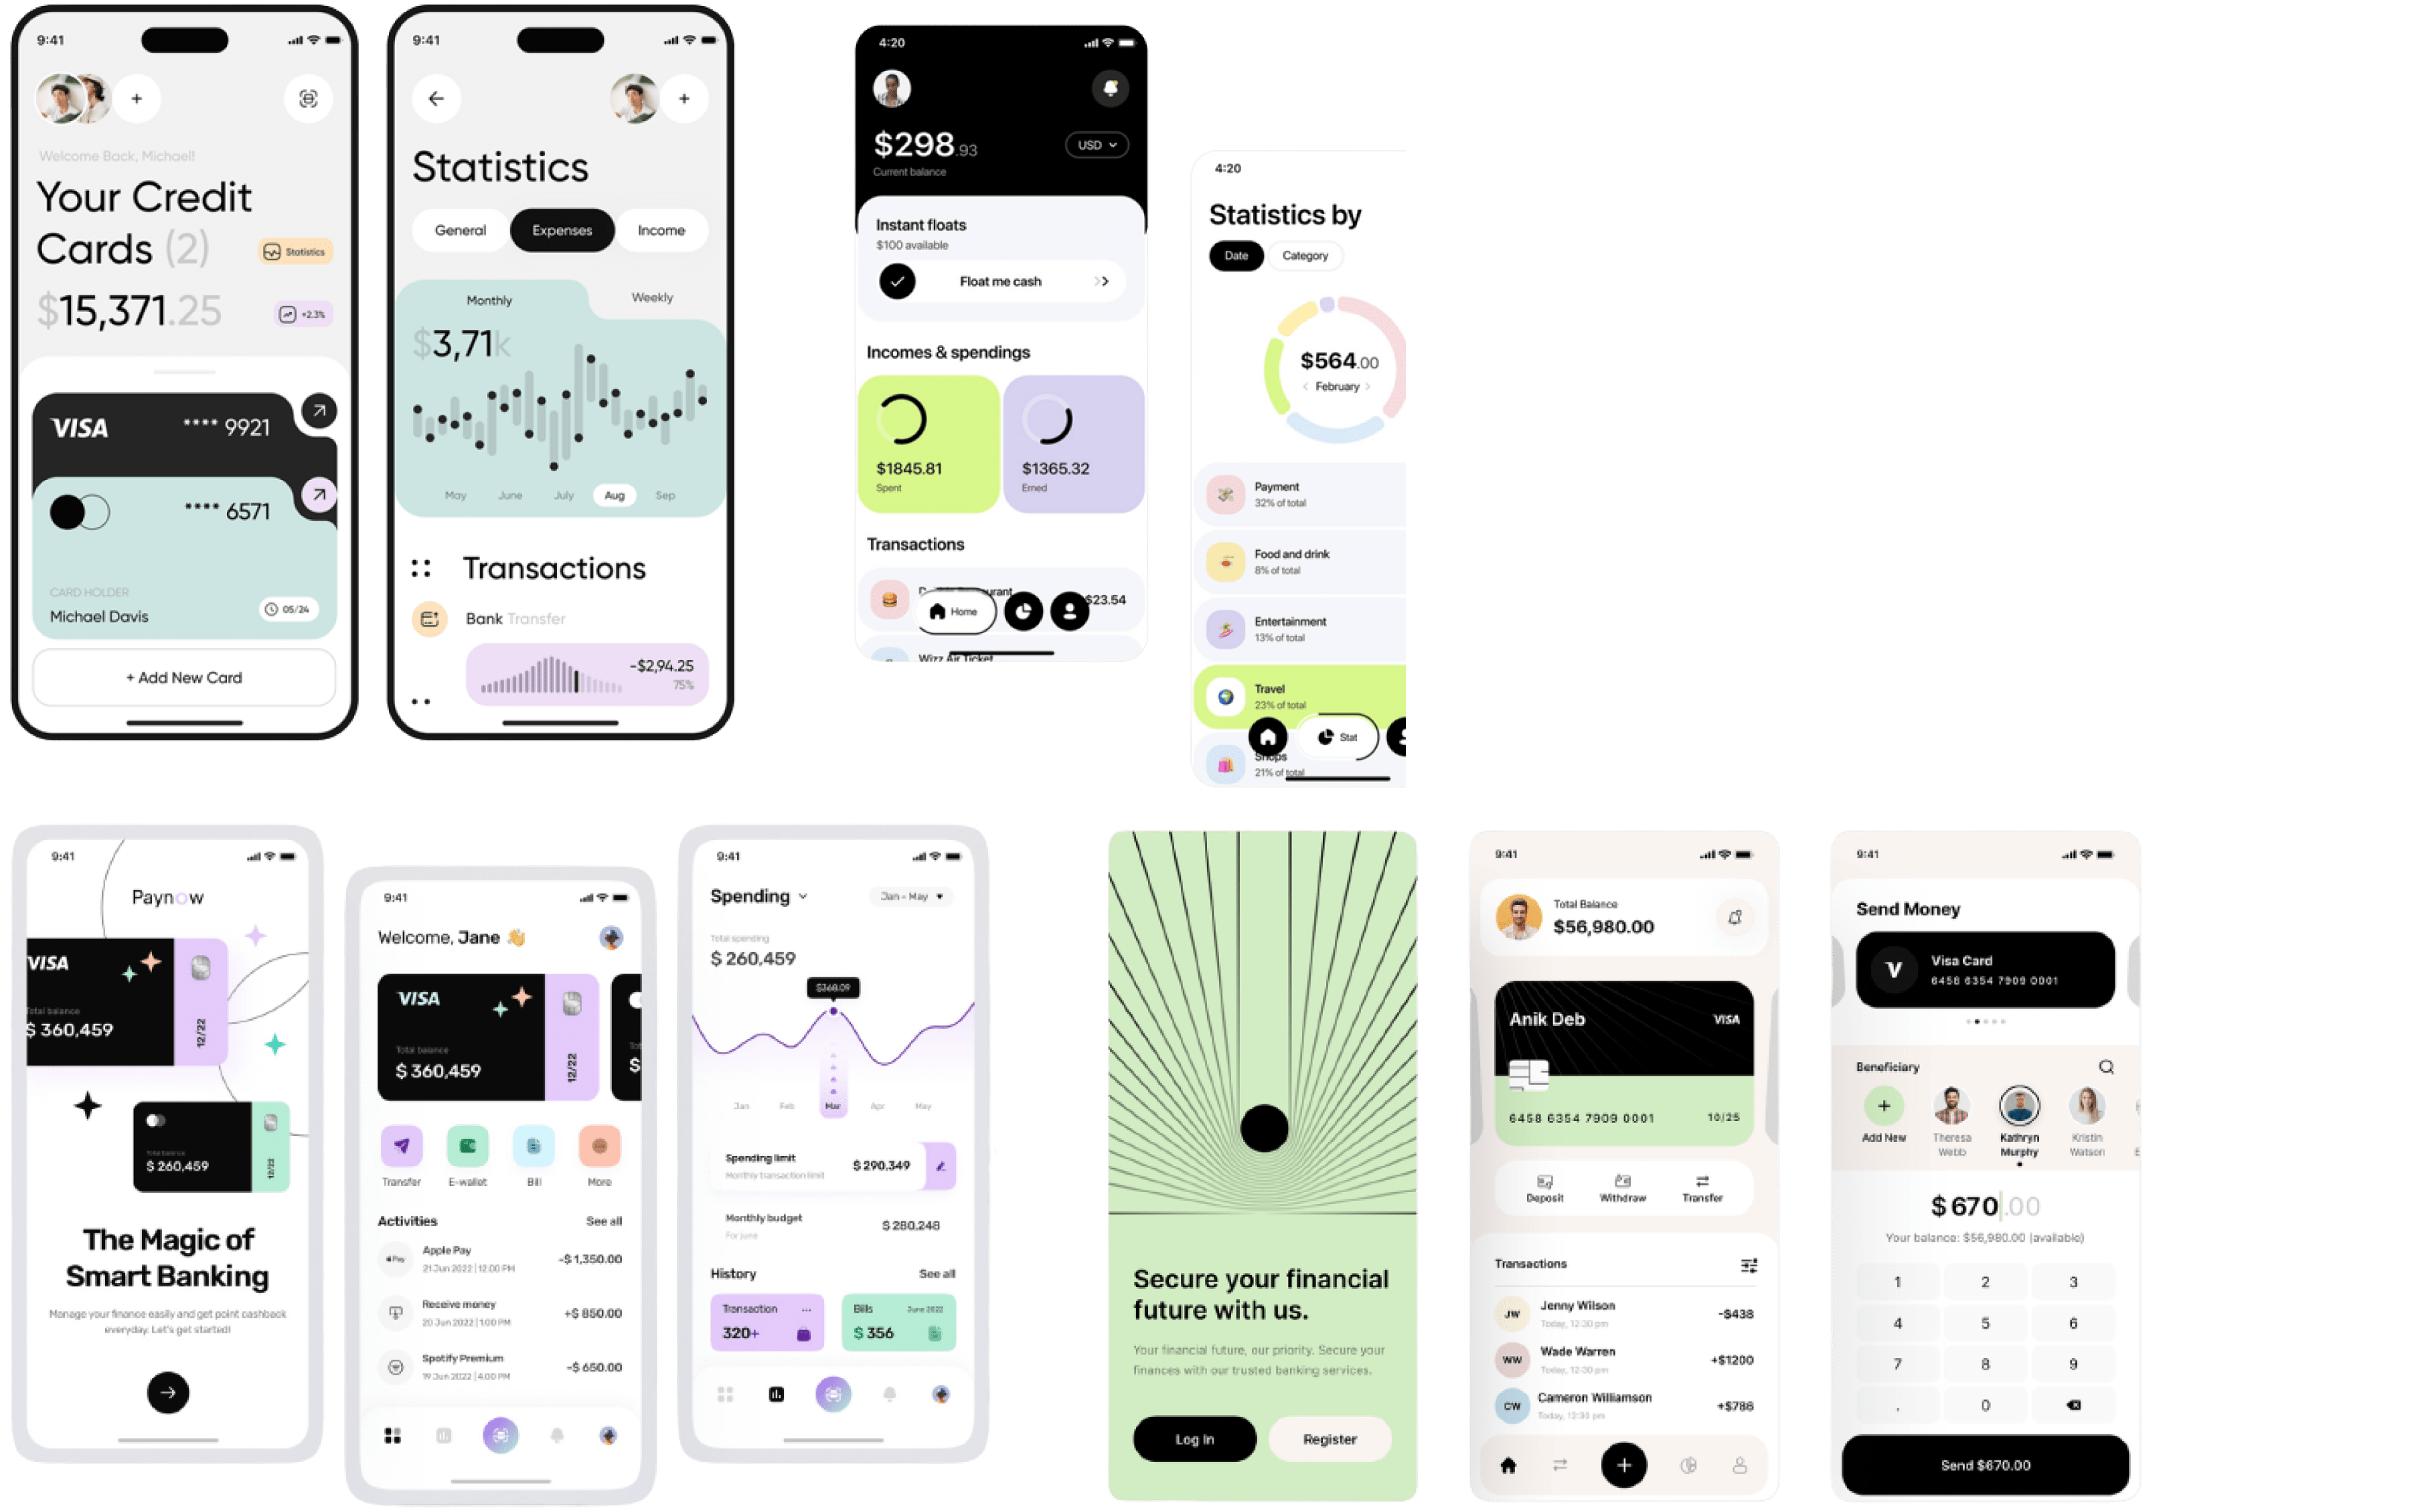 9:41
Welcome Back, Michael!
Your Credit
Cards (2)
Statistics
$15,371.25
+2.3%
VISA
**** 9921
**** 6571
CARD HOLDER
Michael Davis
05/24
+ Add New Card
9:41
Statistics
General
Expenses
Income
Monthly
Weekly
$3,71k
May
June
July
Aug
Sep
Transactions
Bank Transfer
-$2,94.25
75%
4:20
$298.93
USD
Current balance
Instant floats
$100 available
Float me cash
Incomes & spendings
$1845.81
Spent
$1365.32
Erned
Transactions
$23.54
Home
Wizz Air Ticket
4:20
Statistics by
Date
Category
$564.00
February
Payment
32% of total
Food and drink
8% of total
Entertainment
13% of total
Travel
23% of total
Stat
Shops
21% of total
9:41
Paynow
VISA
Total balance
$ 360,459
12/22
Total balance
$ 260,459
12/22
The Magic of
Smart Banking
Manage your finance easily and get point cashback
everyday. Let's get started!
9:41
Welcome, Jane 👋
VISA
Total balance
$ 360,459
12/22
$
Transfer
E-wallet
Bill
More
Activities
See all
Pay
Apple Pay
21 Jun 2022 | 12.00 PM
-$ 1,350.00
Receive money
20 Jun 2022 | 1.00 PM
+$ 850.00
Spotify Premium
19 Jun 2022 | 4.00 PM
-$ 650.00
9:41
Spending
Jan - May
Total spending
$ 260,459
$368.09
Jan
Feb
Mar
Apr
May
Spending limit
Monthly transaction limit
$ 290.349
Monthly budget
For june
$ 280.248
History
See all
Transaction
...
320+
Bills
June 2022
$ 356
Secure your financial
future with us.
Your financial future, our priority. Secure your
finances with our trusted banking services.
Log In
Register
9:41
Total Balance
$56,980.00
Anik Deb
VISA
6458 6354 7909 0001
10/25
Deposit
Withdraw
Transfer
Transactions
JW
Jenny Wilson
Today, 12:30 pm
-$438
WW
Wade Warren
Today, 12:30 pm
+$1200
CW
Cameron Williamson
Today, 12:30 pm
+$786
9:41
Send Money
V
Visa Card
6458 6354 7909 0001
Beneficiary
Add New
Theresa
Webb
Kathryn
Murphy
Kristin
Watson
$670.00
Your balance: $56,980.00 (available)
1
2
3
4
5
6
7
8
9
.
0
Send $670.00